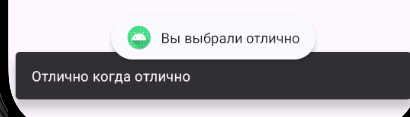 Вы выбрали отлично
Отлично когда отлично